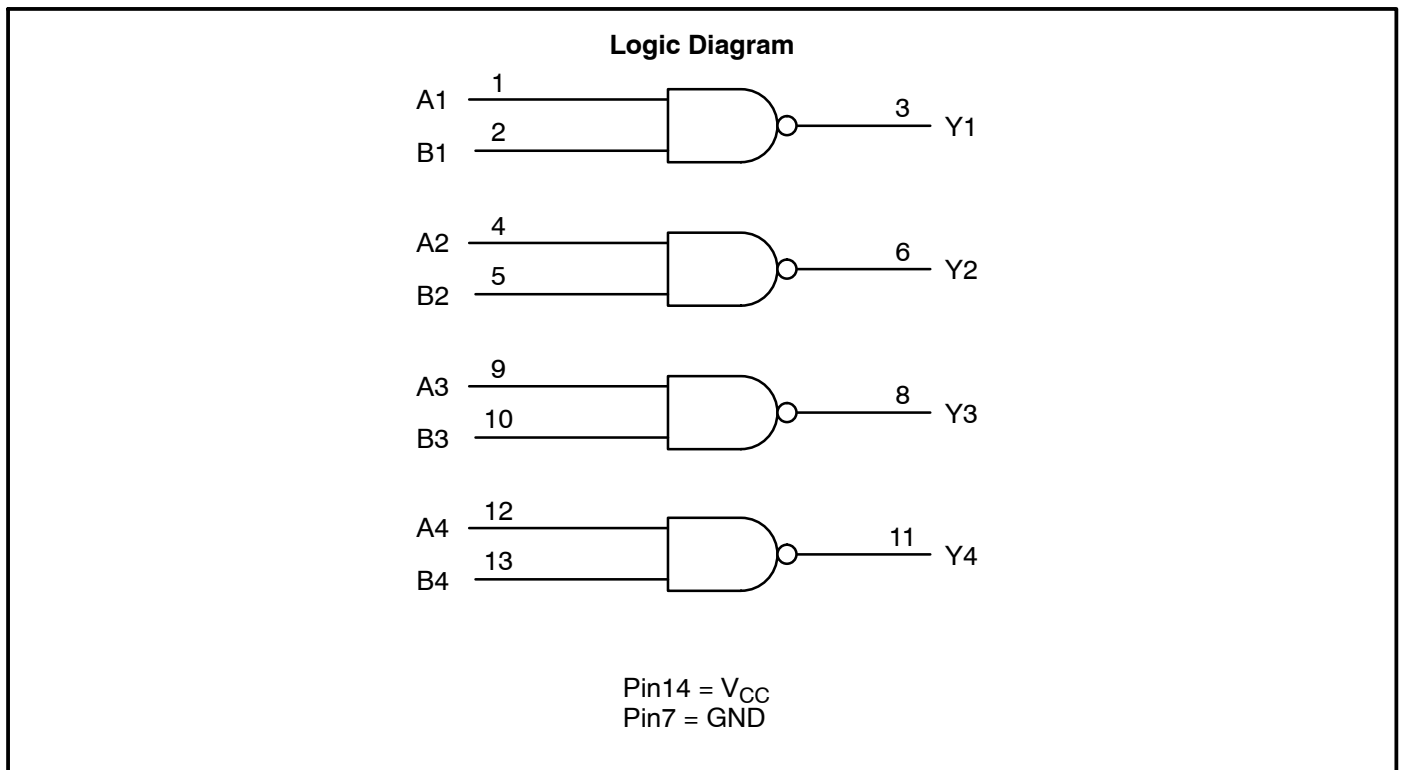 Logic Diagram
A1 1
B1 2
3 Y1
A2 4
B2 5
6 Y2
A3 9
B3 10
8 Y3
A4 12
B4 13
11 Y4
Pin14 = VCC
Pin7 = GND